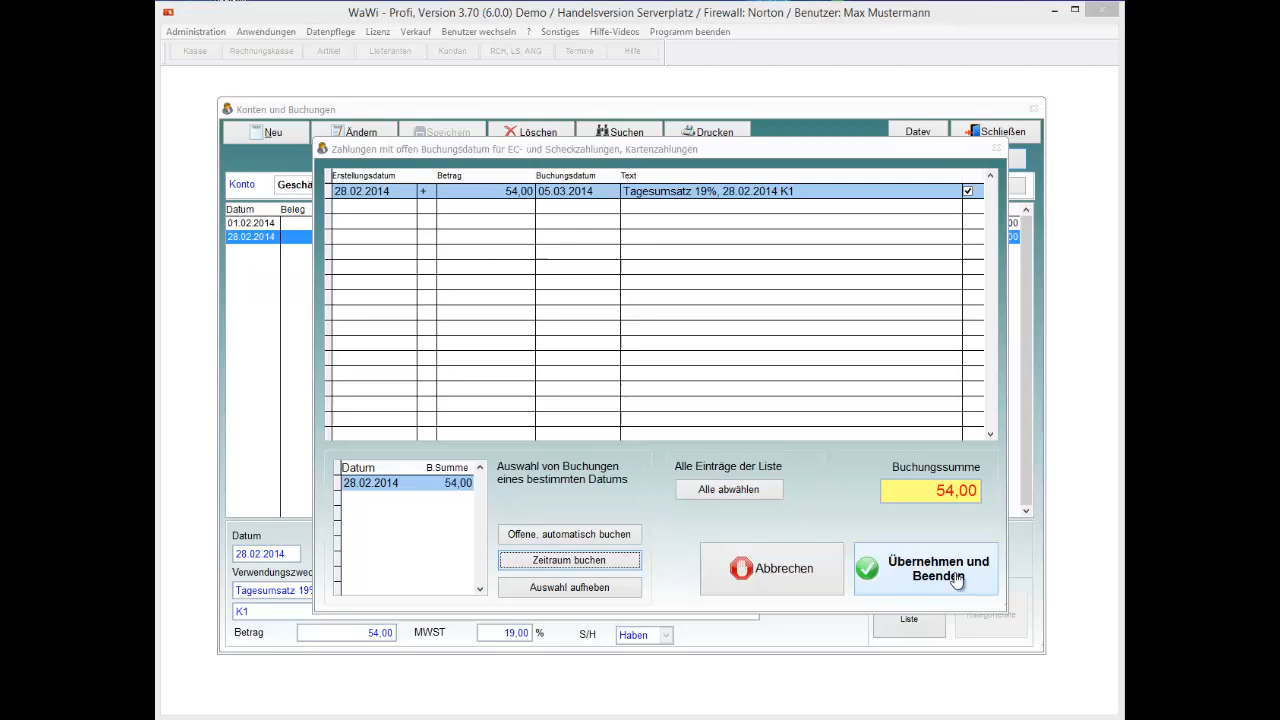 WaWi - Profi, Version 3.70 (6.0.0) Demo / Handelsversion Serverplatz / Firewall: Norton / Benutzer: Max Mustermann
Administration Anwendungen Datenpflege Lizenz Verkauf Benutzer wechseln ? Sonstiges Hilfe-Videos Programm beenden
Kasse Rechnungskasse Artikel Lieferanten Kunden RCH, LS, ANG Termine Hilfe
Konten und Buchungen
Neu Ändern Speichern Löschen Suchen Drucken Datev Schließen
Zahlungen mit offen Buchungsdatum für EC- und Scheckzahlungen, Kartenzahlungen
Erstellungsdatum Betrag Buchungsdatum Text
28.02.2014 + 54,00 05.03.2014 Tagesumsatz 19%, 28.02.2014 K1
Konto Geschä
Datum Beleg
01.02.2014 00
28.02.2014 00
Datum B.Summe
28.02.2014 54,00
Auswahl von Buchungen
eines bestimmten Datums
Offene, automatisch buchen
Zeitraum buchen
Auswahl aufheben
Alle Einträge der Liste
Alle abwählen
Buchungssumme
54,00
Abbrechen
Übernehmen und
Beenden
Datum
28.02.2014
Verwendungszwec
Tagesumsatz 19%
K1
Betrag 54,00 MWST 19,00 % S/H Haben
Liste